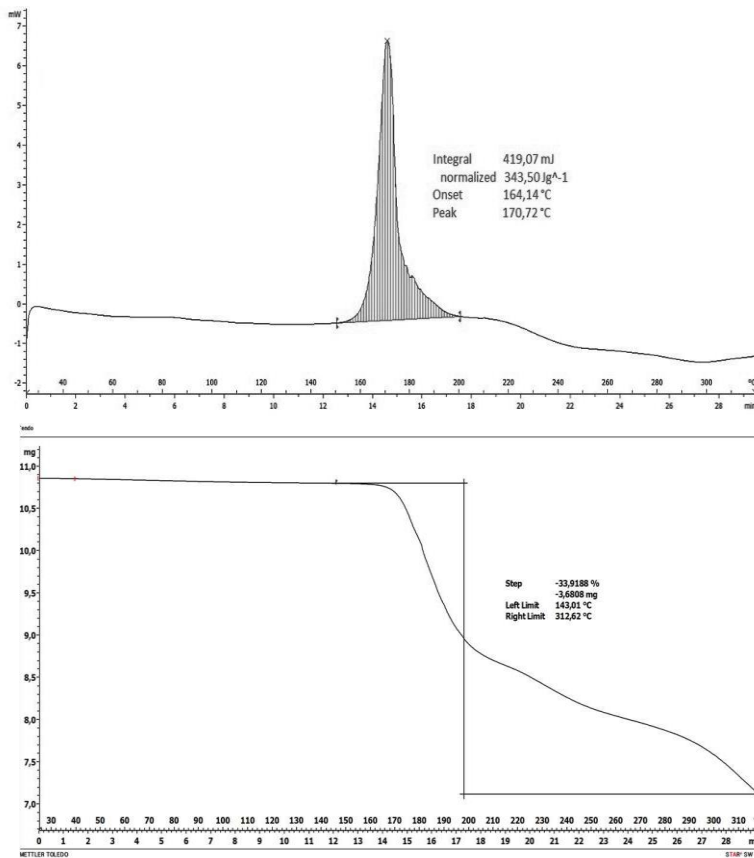 mW
7
6
5
4
3
2
1
0
-1
-2
Integral 419,07 mJ
normalized 343,50 Jg^-1
Onset 164,14 °C
Peak 170,72 °C
40 60 80 100 120 140 160 180 200 220 240 260 280 300 °C
0 2 4 6 8 10 12 14 16 18 20 22 24 26 28 min
^endo
mg
11,0
10,5
10,0
9,5
9,0
8,5
8,0
7,5
7,0
Step -33,9188 %
-3,6808 mg
Left Limit 143,01 °C
Right Limit 312,62 °C
30 40 50 60 70 80 90 100 110 120 130 140 150 160 170 180 190 200 210 220 230 240 250 260 270 280 290 300 310
0 1 2 3 4 5 6 7 8 9 10 11 12 13 14 15 16 17 18 19 20 21 22 23 24 25 26 27 28
METTLER TOLEDO STAR^e SW